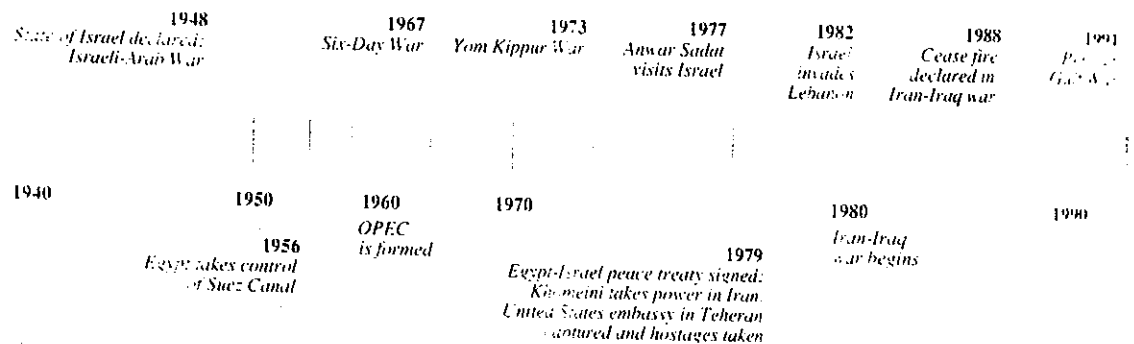 1948
State of Israel declared;
Israeli-Arab War
1967
Six-Day War
1973
Yom Kippur War
1977
Anwar Sadat
visits Israel
1982
Israel
invades
Lebanon
1988
Cease fire
declared in
Iran-Iraq war
1991
1940
1950
1960
1970
1980
1990
1956
Egypt takes control
of Suez Canal
OPEC
is formed
1979
Egypt-Israel peace treaty signed;
Khomeini takes power in Iran.
United States embassy in Teheran
captured and hostages taken
Iran-Iraq
war begins